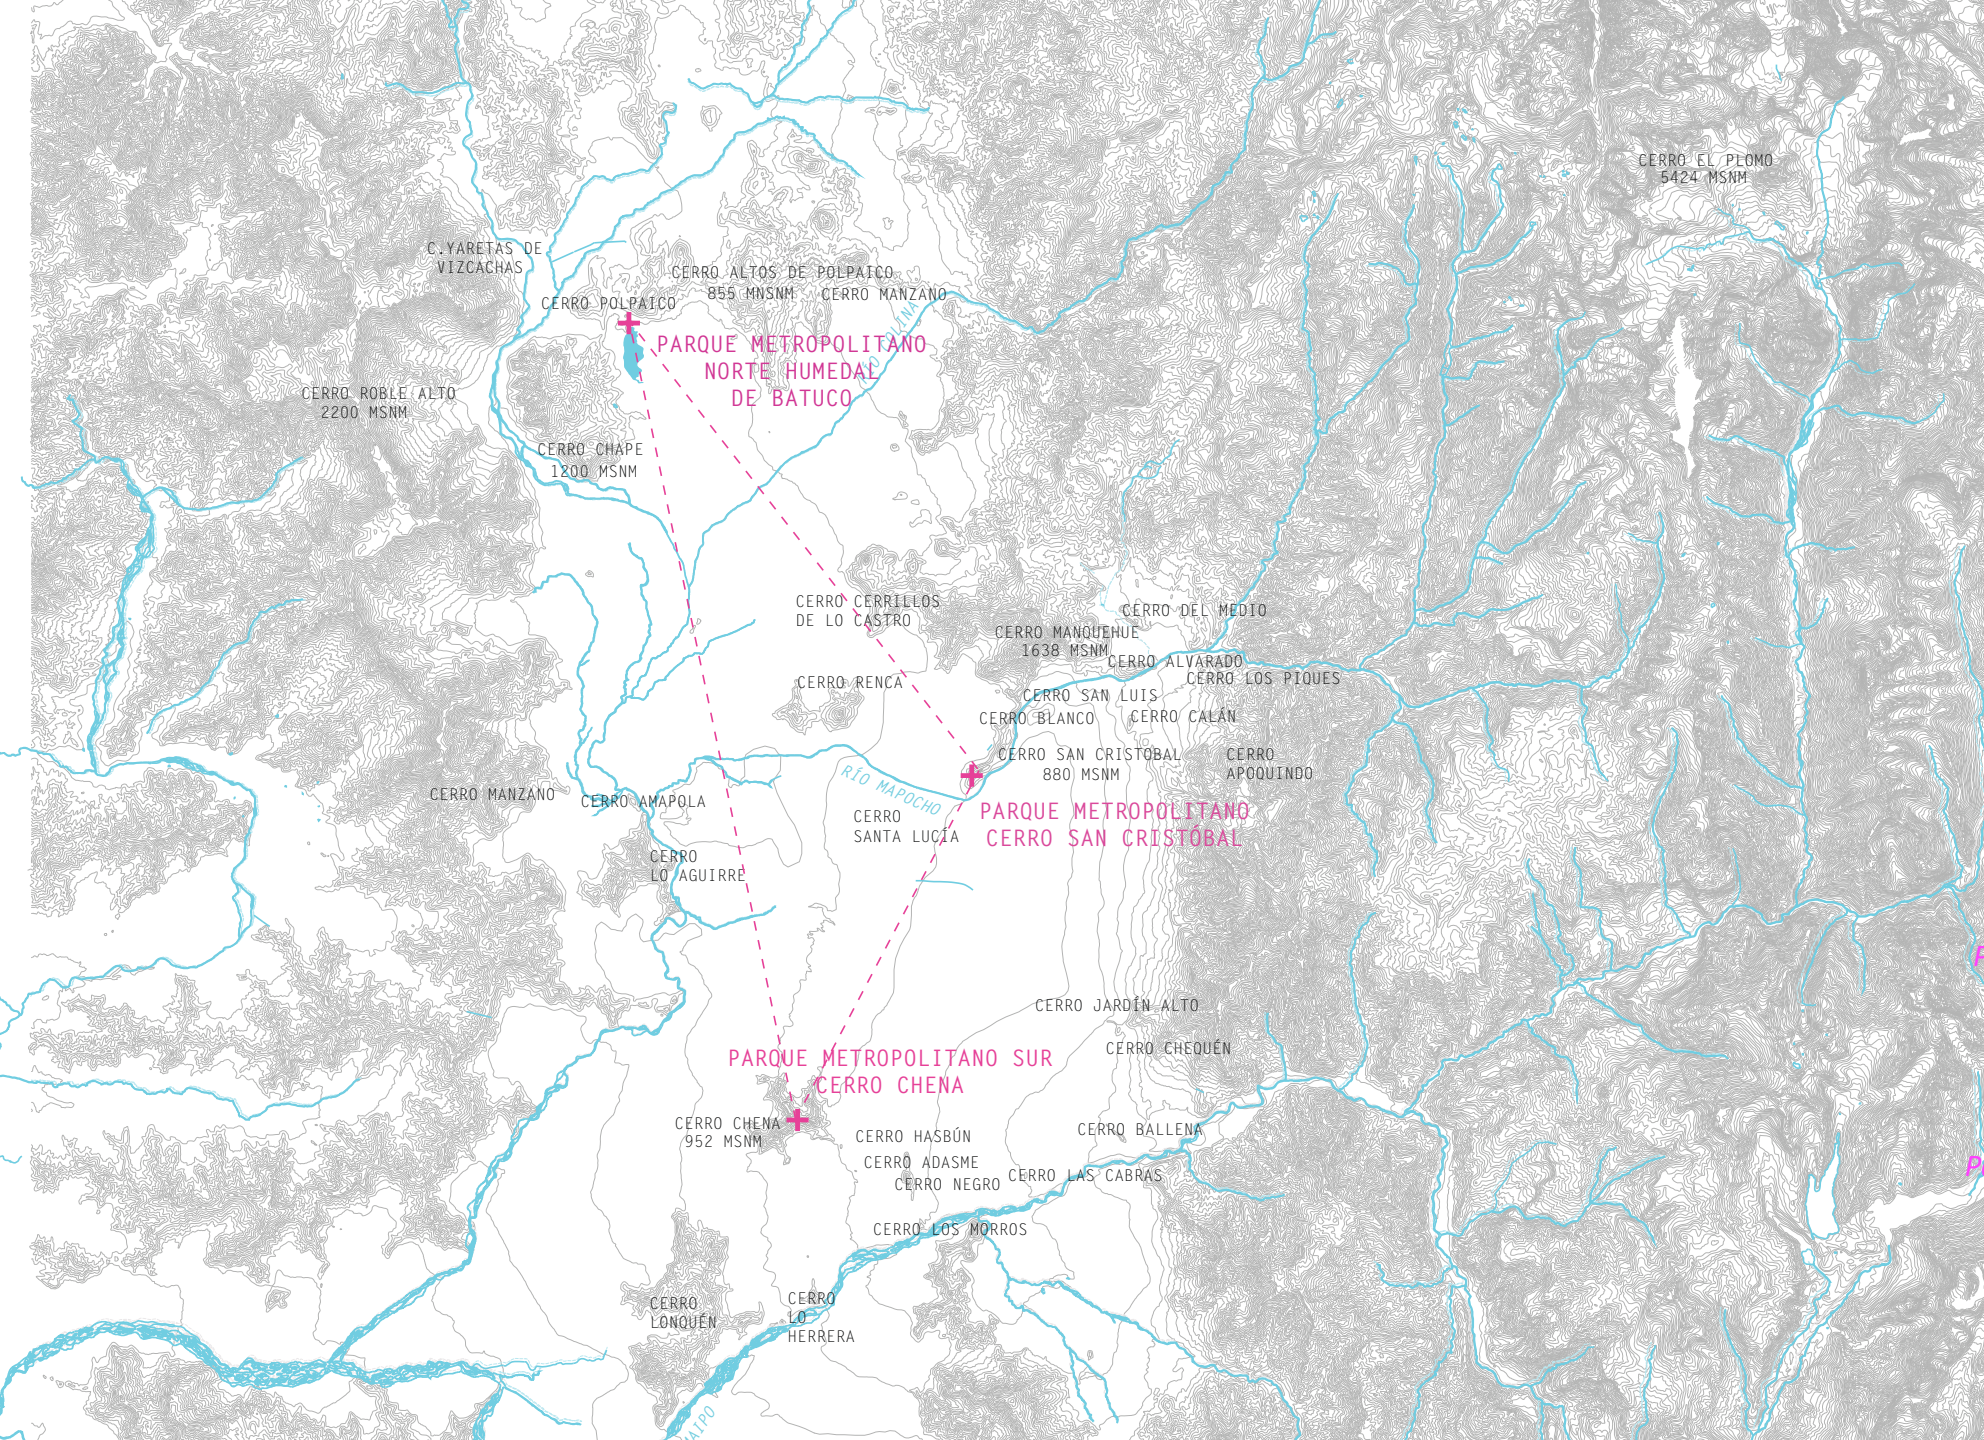 CERRO EL PLOMO
5424 MSNM
C.YARETAS DE
VIZCACHAS
CERRO ALTOS DE POLPAICO
855 MNSNM
CERRO MANZANO
CERRO POLPAICO
PARQUE METROPOLITANO
NORTE HUMEDAL
DE BATUCO
CERRO ROBLE ALTO
2200 MSNM
CERRO CHAPE
1200 MSNM
CERRO CERRILLOS
DE LO CASTRO
CERRO DEL MEDIO
CERRO MANQUEHUE
1638 MSNM
CERRO ALVARADO
CERRO LOS PIQUES
CERRO RENCA
CERRO SAN LUIS
CERRO BLANCO
CERRO CALÁN
CERRO SAN CRISTOBAL
880 MSNM
CERRO
APOQUINDO
RÍO MAPOCHO
CERRO MANZANO
CERRO AMAPOLA
PARQUE METROPOLITANO
CERRO SAN CRISTÓBAL
CERRO
SANTA LUCÍA
CERRO
LO AGUIRRE
CERRO JARDÍN ALTO
CERRO CHEQUÉN
PARQUE METROPOLITANO SUR
CERRO CHENA
CERRO CHENA
952 MSNM
CERRO HASBÚN
CERRO BALLENA
CERRO ADASME
CERRO NEGRO
CERRO LAS CABRAS
CERRO LOS MORROS
CERRO
LONQUÉN
CERRO
LO
HERRERA